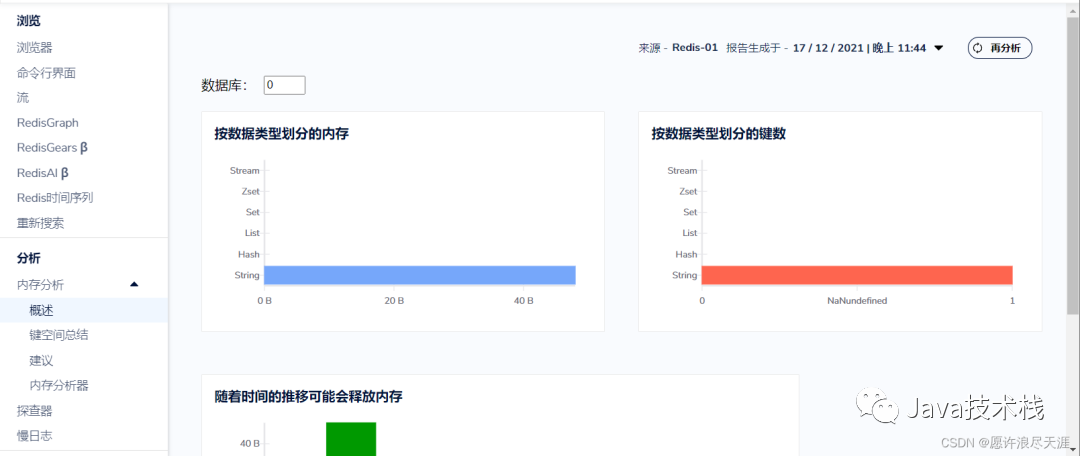 浏览
浏览器
命令行界面
流
RedisGraph
RedisGears β
RedisAI β
Redis时间序列
重新搜索
分析
内存分析
概述
键空间总结
建议
内存分析器
探查器
慢日志
来源 - Redis-01 报告生成于 - 17 / 12 / 2021 | 晚上 11:44
再分析
数据库： 0
按数据类型划分的内存
Stream
Zset
Set
List
Hash
String
0 B 20 B 40 B
按数据类型划分的键数
Stream
Zset
Set
List
Hash
String
0 NaNundefined 1
随着时间的推移可能会释放内存
40 B
Java技术栈
CSDN @愿许浪尽天涯